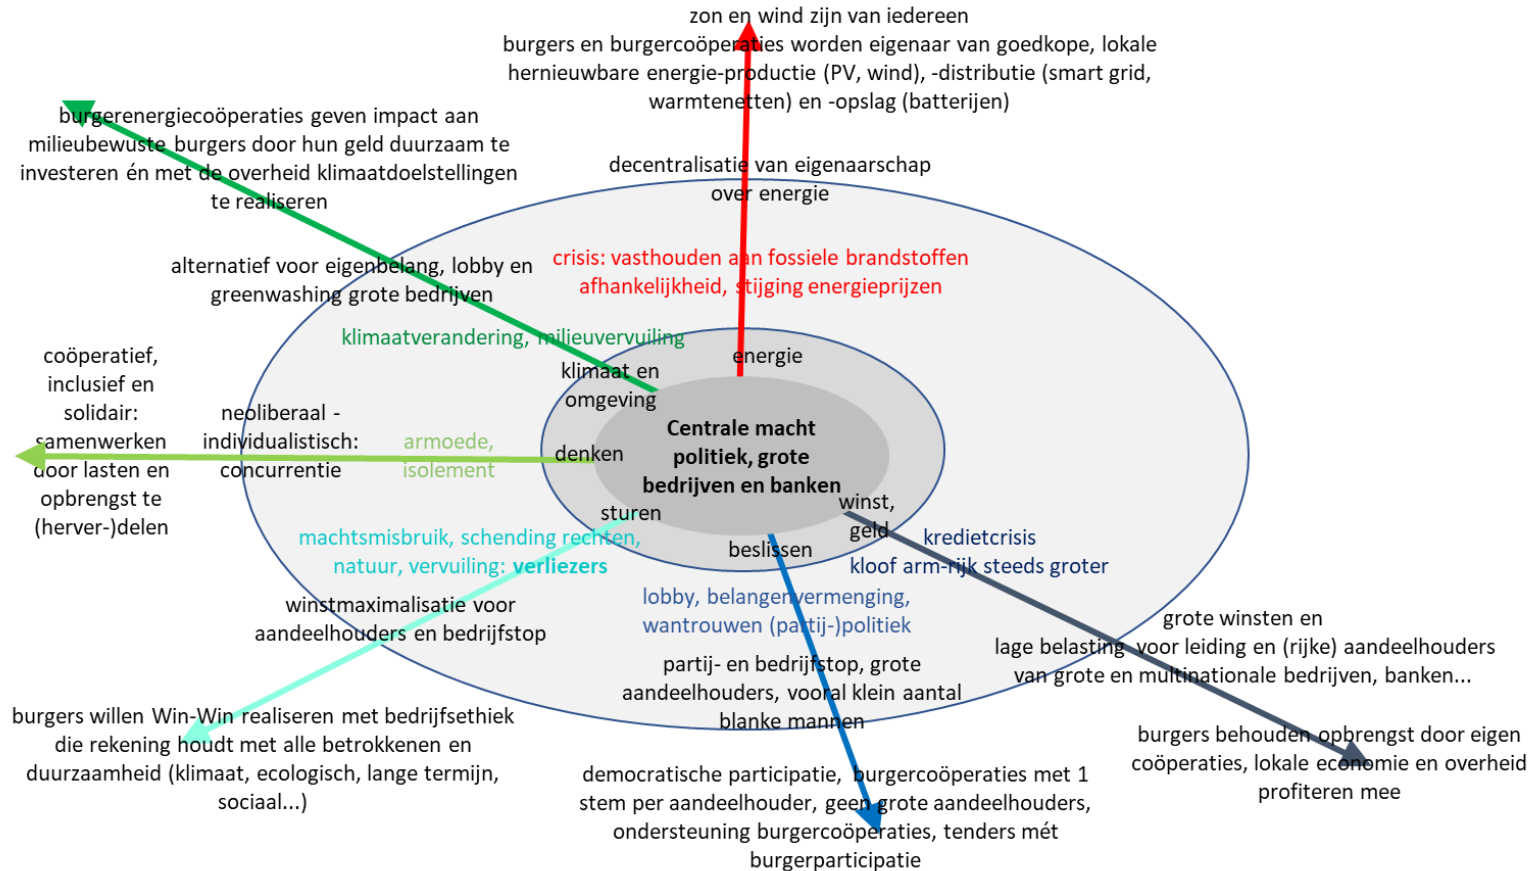 zon en wind zijn van iedereen
burgers en burgercoöperaties worden eigenaar van goedkope, lokale
hernieuwbare energie-productie (PV, wind), -distributie (smart grid,
warmtenetten) en -opslag (batterijen)
decentralisatie van eigenaarschap
over energie
crisis: vasthouden aan fossiele brandstoffen
afhankelijkheid, stijging energieprijzen
energie
burgerenergiecoöperaties geven impact aan
milieubewuste burgers door hun geld duurzaam te
investeren én met de overheid klimaatdoelstellingen
te realiseren
alternatief voor eigenbelang, lobby en
greenwashing grote bedrijven
klimaatverandering, milieuvervuiling
klimaat en
omgeving
coöperatief,
inclusief en
solidair:
samenwerken
door lasten en
opbrengst te
(herver-)delen
neoliberaal -
individualistisch:
concurrentie
armoede,
isolement
denken
Centrale macht
politiek, grote
bedrijven en banken
sturen
machtsmisbruik, schending rechten,
natuur, vervuiling: verliezers
winstmaximalisatie voor
aandeelhouders en bedrijfstop
burgers willen Win-Win realiseren met bedrijfsethiek
die rekening houdt met alle betrokkenen en
duurzaamheid (klimaat, ecologisch, lange termijn,
sociaal...)
beslissen
lobby, belangenvermenging,
wantrouwen (partij-)politiek
partij- en bedrijfstop, grote
aandeelhouders, vooral klein aantal
blanke mannen
democratische participatie, burgercoöperaties met 1
stem per aandeelhouder, geen grote aandeelhouders,
ondersteuning burgercoöperaties, tenders mét
burgerparticipatie
winst,
geld
kredietcrisis
kloof arm-rijk steeds groter
grote winsten en
lage belasting voor leiding en (rijke) aandeelhouders
van grote en multinationale bedrijven, banken...
burgers behouden opbrengst door eigen
coöperaties, lokale economie en overheid
profiteren mee